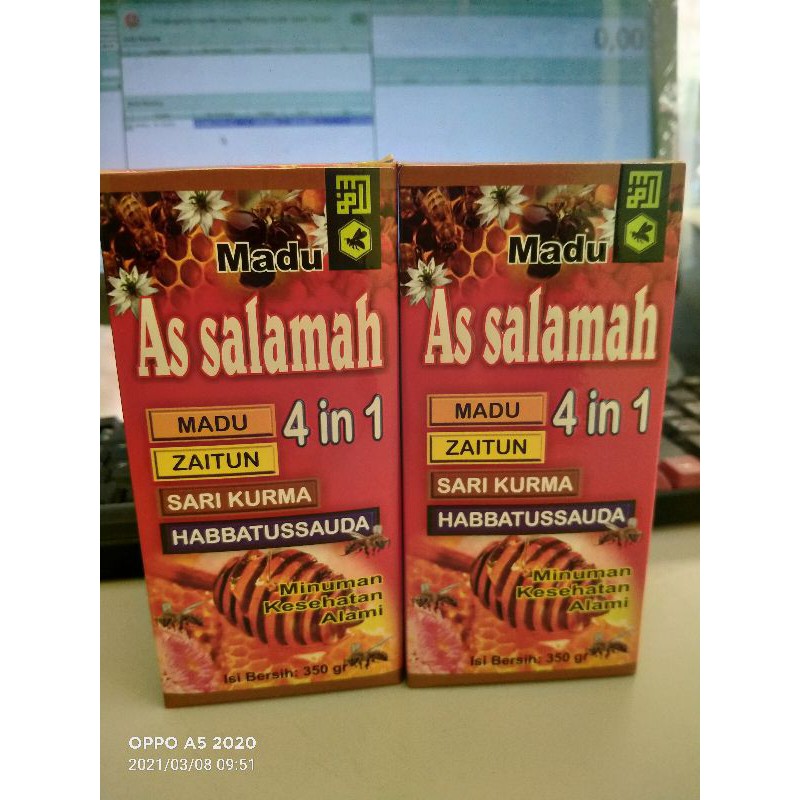 0,00
Madu
As salamah
4 in 1
MADU
ZAITUN
SARI KURMA
HABBATUSSAUDA
Minuman
Kesehatan
Alami
Isi Bersih: 350 gr
Madu
As salamah
4 in 1
MADU
ZAITUN
SARI KURMA
HABBATUSSAUDA
Minuman
Kesehatan
Alami
Isi Bersih: 350 gr
OPPO A5 2020
2021/03/08 09:51